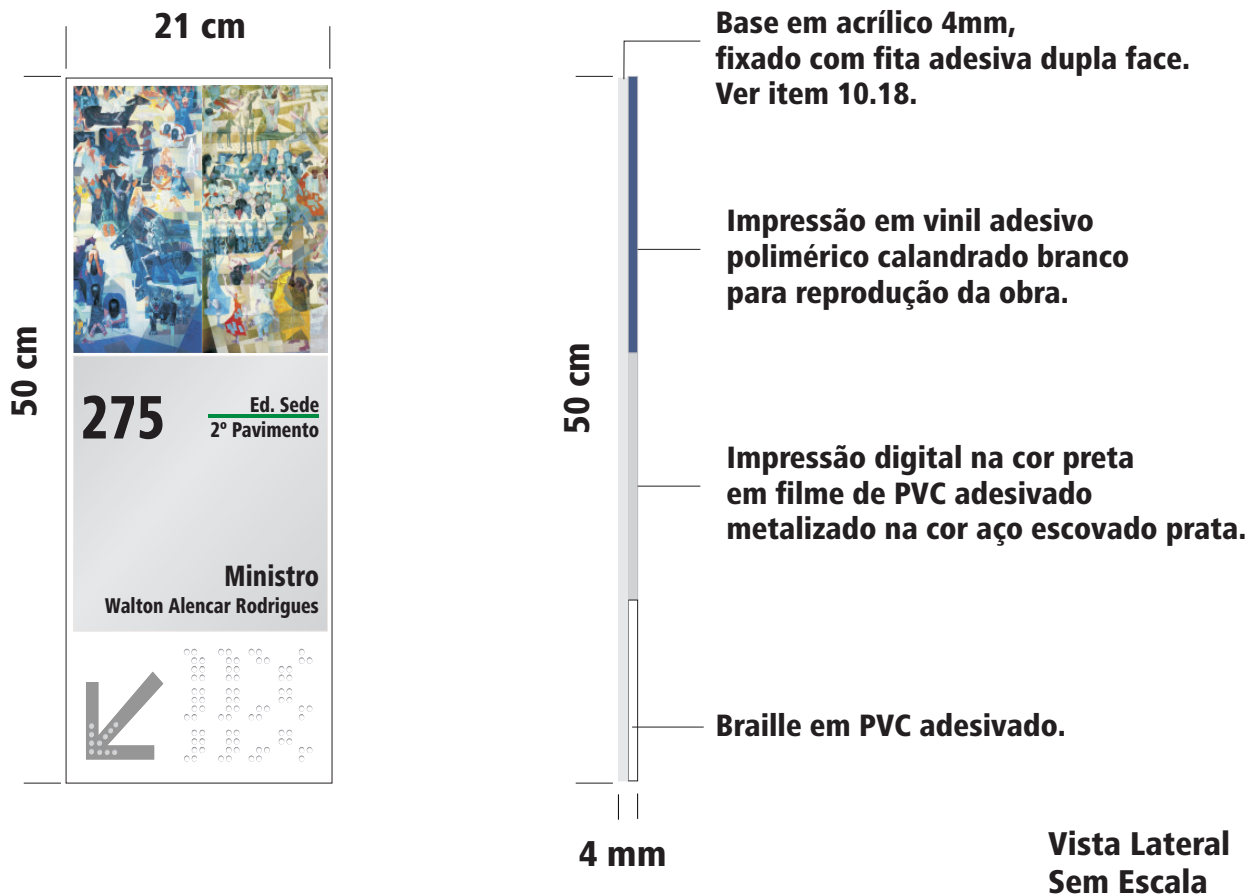 21 cm
50 cm
275
Ed. Sede
2º Pavimento
Ministro
Walton Alencar Rodrigues
50 cm
4 mm
Base em acrílico 4mm,
fixado com fita adesiva dupla face.
Ver item 10.18.
Impressão em vinil adesivo
polimérico calandrado branco
para reprodução da obra.
Impressão digital na cor preta
em filme de PVC adesivado
metalizado na cor aço escovado prata.
Braille em PVC adesivado.
Vista Lateral
Sem Escala